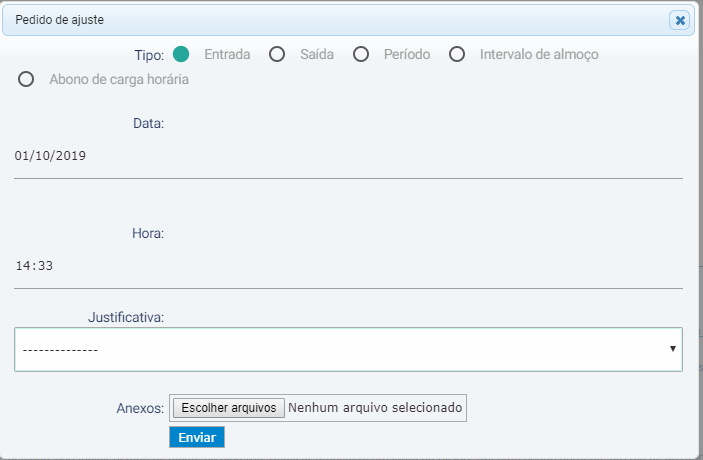 Pedido de ajuste
Tipo: Entrada Saída Período Intervalo de almoço
Abono de carga horária
Data:
01/10/2019
Hora:
14:33
Justificativa:
--------------
Anexos: Escolher arquivos Nenhum arquivo selecionado
Enviar